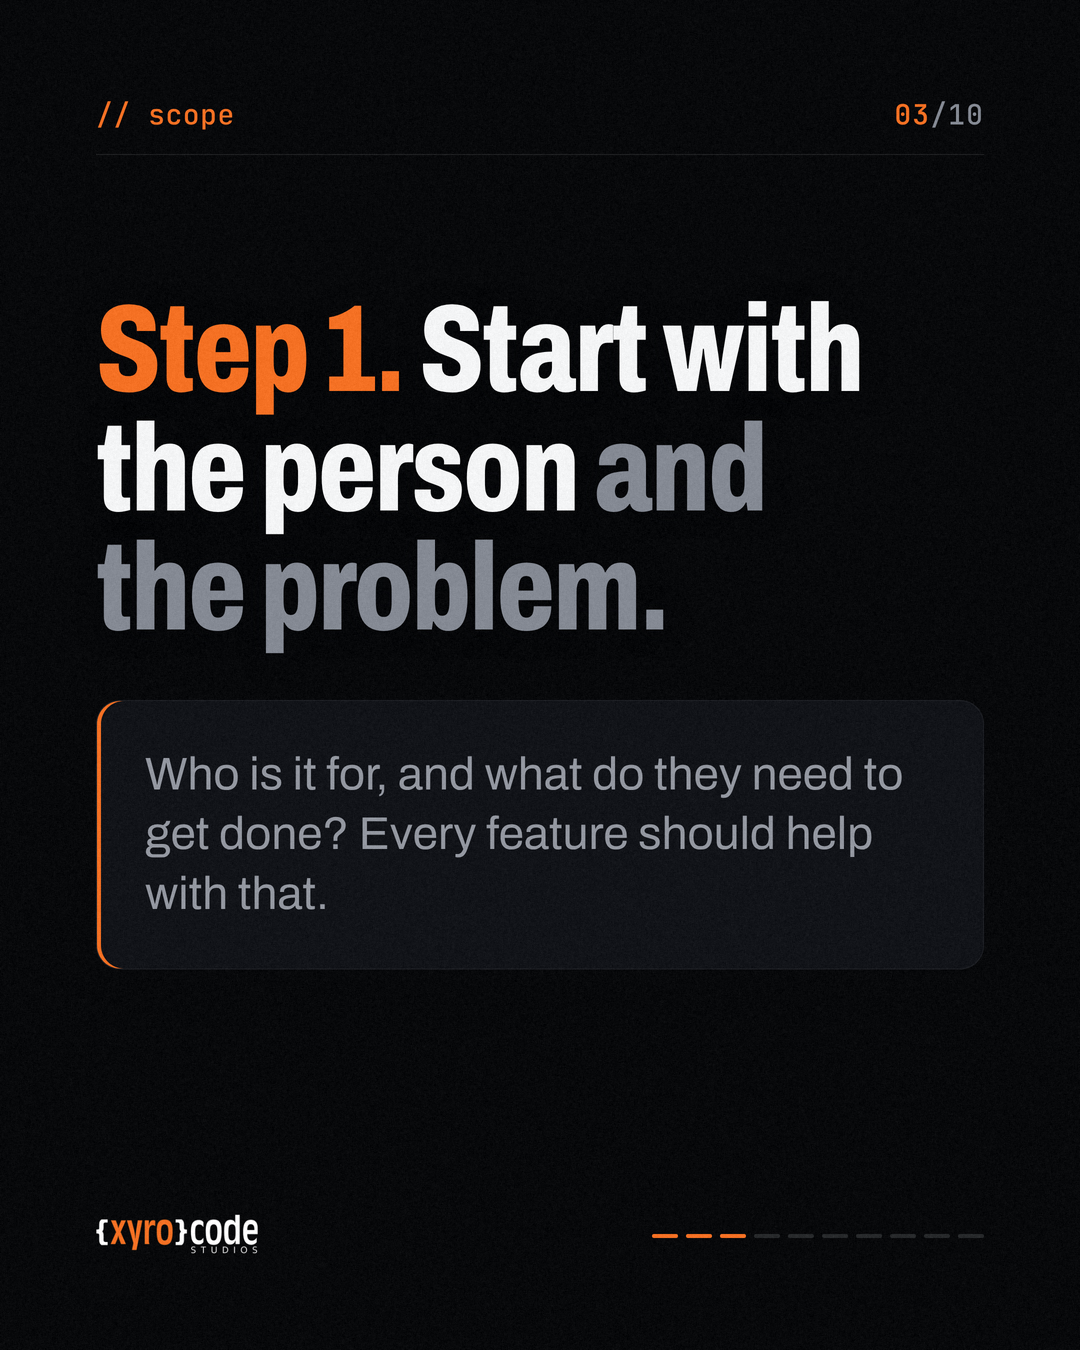 // scope
03/10
Step 1. Start with
the person and
the problem.
Who is it for, and what do they need to
get done? Every feature should help
with that.
{xyro}code
STUDIOS